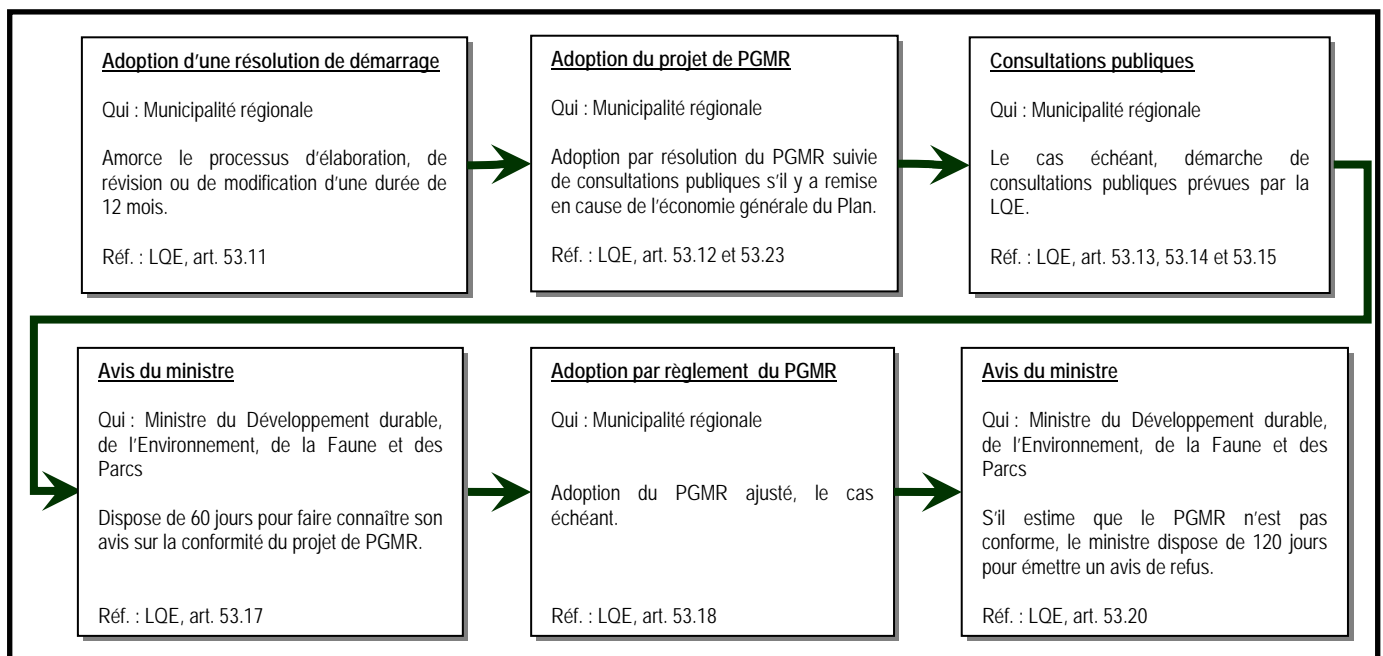 Adoption d'une résolution de démarrage
Qui : Municipalité régionale
Amorce le processus d'élaboration, de
révision ou de modification d'une durée de
12 mois.
Réf. : LQE, art. 53.11
Adoption du projet de PGMR
Qui : Municipalité régionale
Adoption par résolution du PGMR suivie
de consultations publiques s'il y a remise
en cause de l'économie générale du Plan.
Réf. : LQE, art. 53.12 et 53.23
Consultations publiques
Qui : Municipalité régionale
Le cas échéant, démarche de
consultations publiques prévues par la
LQE.
Réf. : LQE, art. 53.13, 53.14 et 53.15
Avis du ministre
Qui : Ministre du Développement durable,
de l'Environnement, de la Faune et des
Parcs
Dispose de 60 jours pour faire connaître son
avis sur la conformité du projet de PGMR.
Réf. : LQE, art. 53.17
Adoption par règlement du PGMR
Qui : Municipalité régionale
Adoption du PGMR ajusté, le cas
échéant.
Réf. : LQE, art. 53.18
Avis du ministre
Qui : Ministre du Développement durable,
de l'Environnement, de la Faune et des
Parcs
S'il estime que le PGMR n'est pas
conforme, le ministre dispose de 120 jours
pour émettre un avis de refus.
Réf. : LQE, art. 53.20